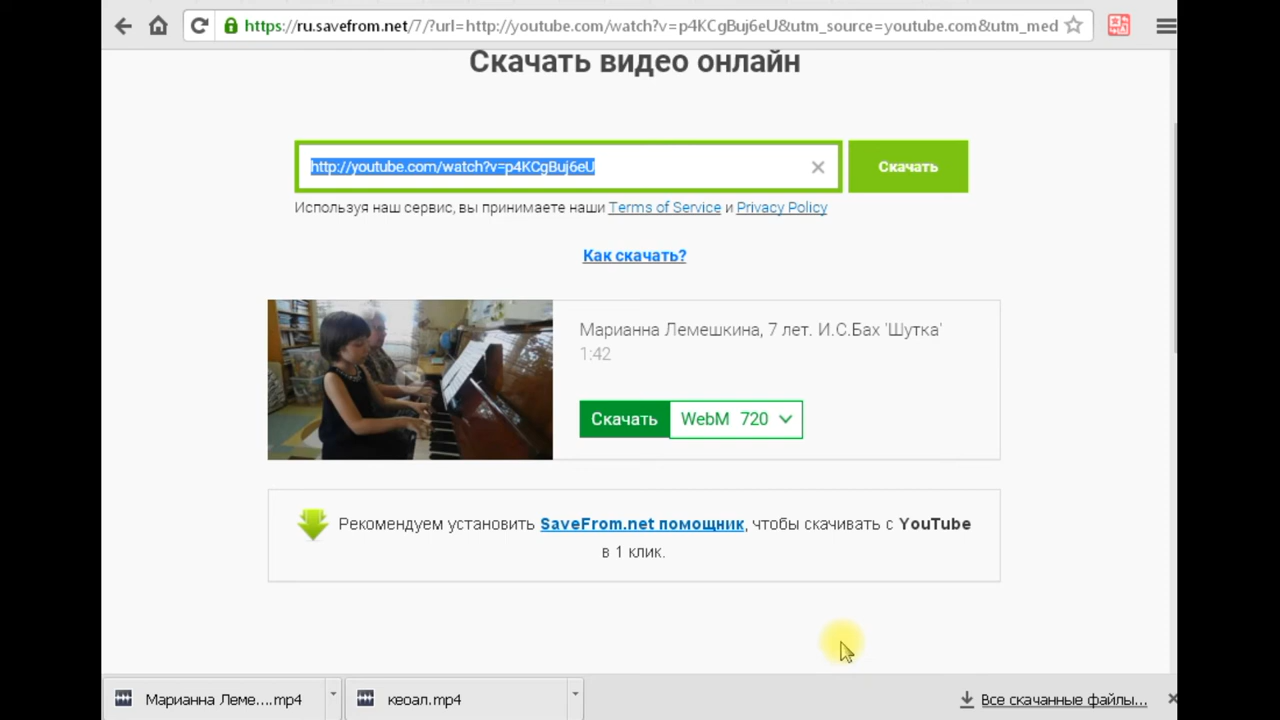 https://ru.savefrom.net/7/?url=http://youtube.com/watch?v=p4KCgBuj6eU&utm_source=youtube.com&utm_med
Скачать видео онлайн
http://youtube.com/watch?v=p4KCgBuj6eU
Скачать
Используя наш сервис, вы принимаете наши Terms of Service и Privacy Policy
Как скачать?
Марианна Лемешкина, 7 лет. И.С.Бах 'Шутка'
1:42
Скачать WebM 720
Рекомендуем установить SaveFrom.net помощник, чтобы скачивать с YouTube
в 1 клик.
Марианна Леме....mp4
кеоал.mp4
Все скачанные файлы...